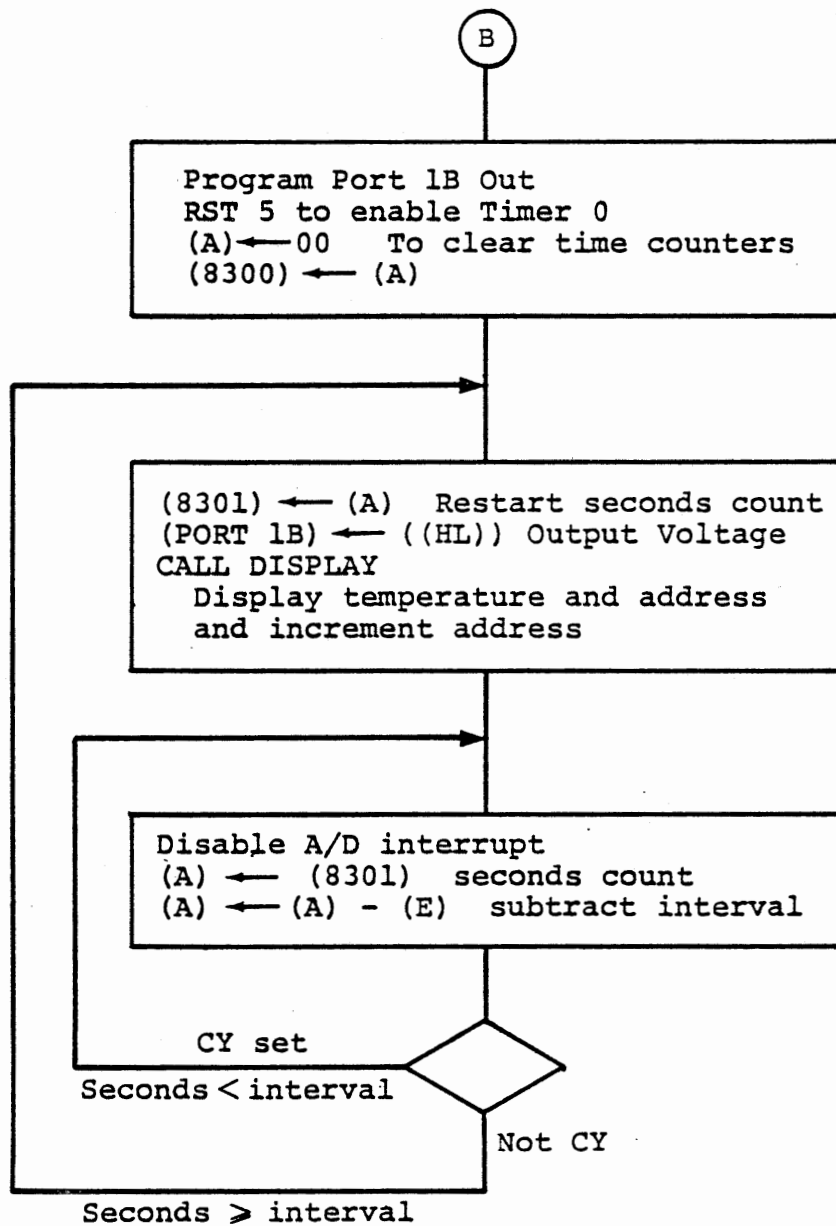 B
Program Port 1B Out
RST 5 to enable Timer 0
(A)←00 To clear time counters
(8300) ← (A)
(8301) ← (A) Restart seconds count
(PORT 1B) ← ((HL)) Output Voltage
CALL DISPLAY
Display temperature and address
and increment address
Disable A/D interrupt
(A) ← (8301) seconds count
(A) ← (A) - (E) subtract interval
CY set
Seconds < interval
Not CY
Seconds ⩾ interval